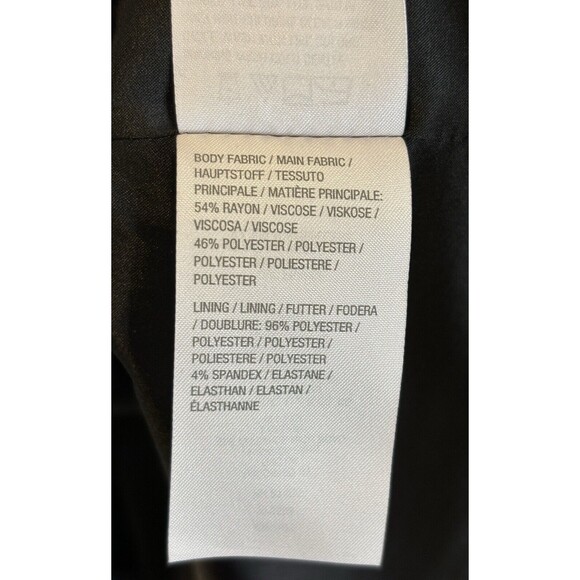 BODY FABRIC / MAIN FABRIC /
HAUPTSTOFF / TESSUTO
PRINCIPALE / MATIÈRE PRINCIPALE:
54% RAYON / VISCOSE / VISKOSE /
VISCOSA / VISCOSE
46% POLYESTER / POLYESTER /
POLYESTER / POLIESTERE /
POLYESTER
LINING / LINING / FUTTER / FODERA
/ DOUBLURE: 96% POLYESTER /
POLYESTER / POLYESTER /
POLIESTERE / POLYESTER
4% SPANDEX / ELASTANE /
ELASTHAN / ELASTAN /
ÉLASTHANNE